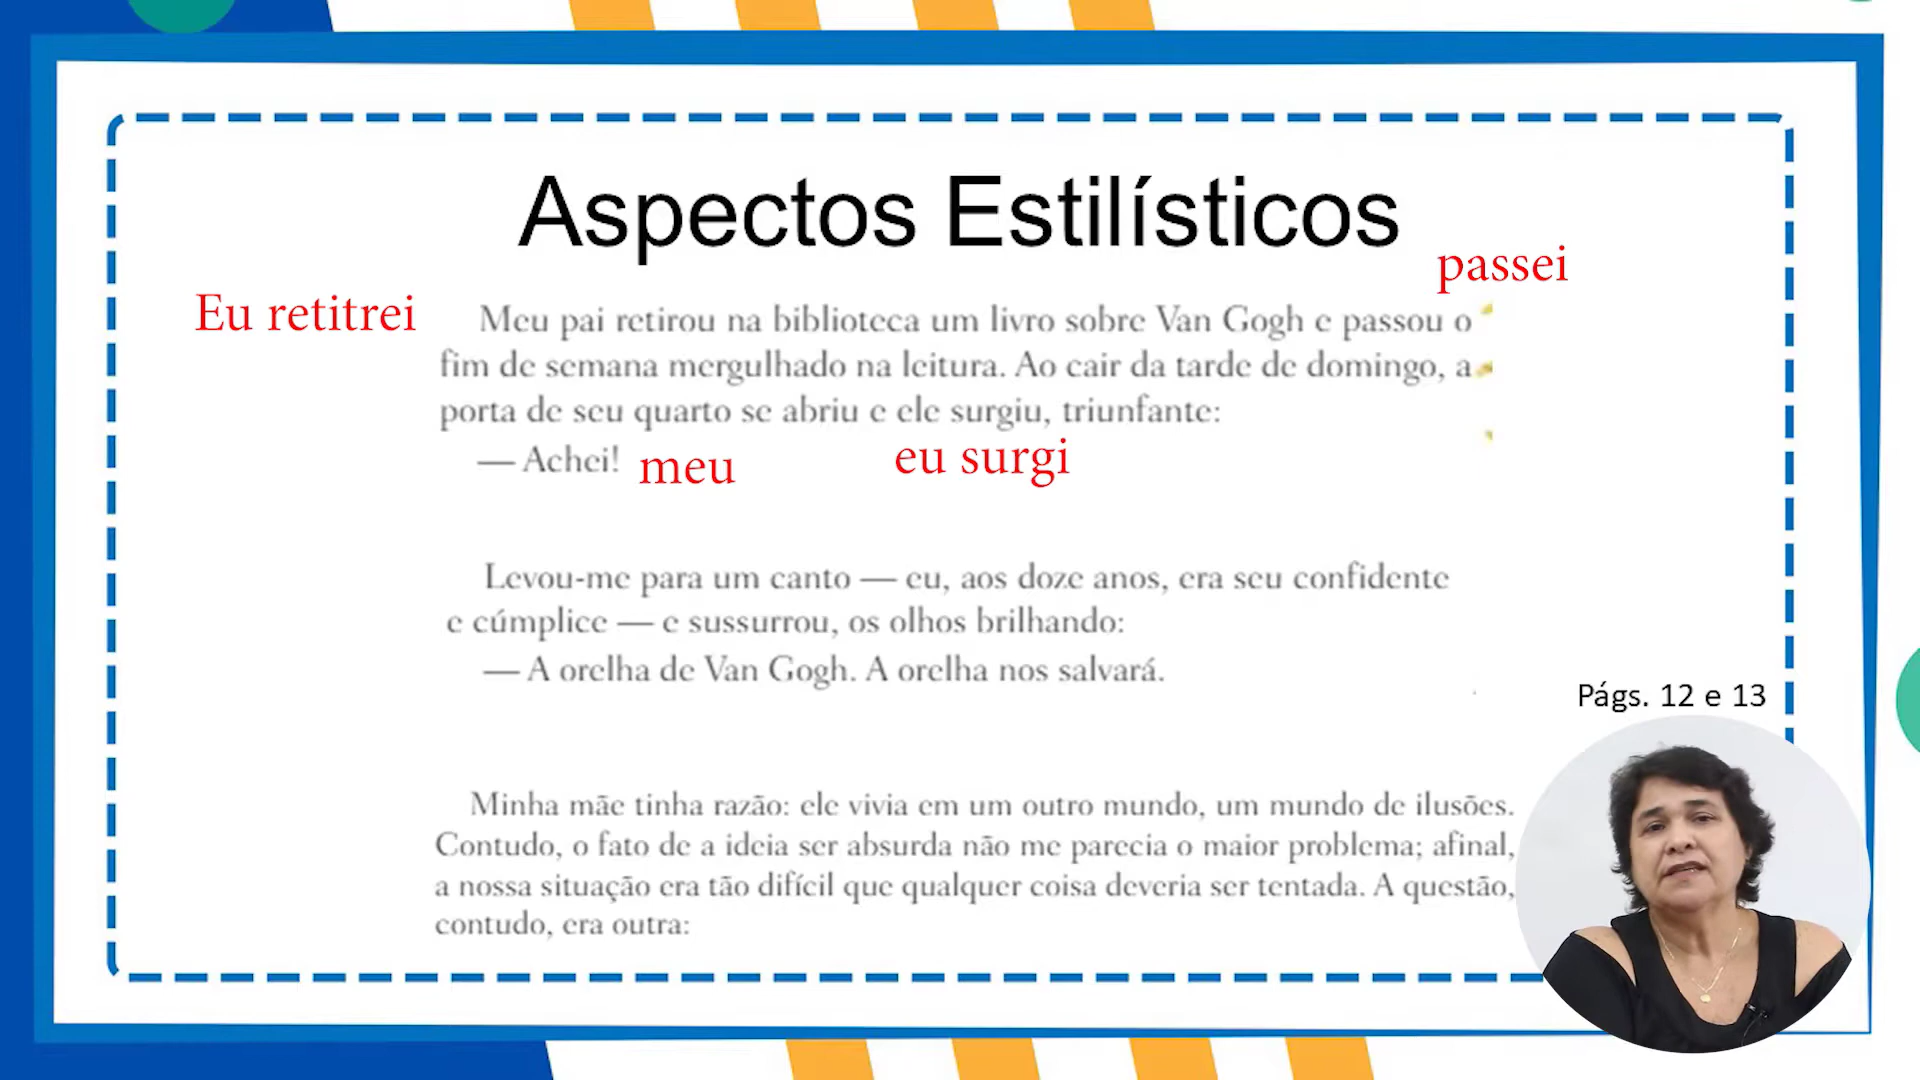 Aspectos Estilísticos
passei
Eu retitrei
Meu pai retirou na biblioteca um livro sobre Van Gogh e passou o
fim de semana mergulhado na leitura. Ao cair da tarde de domingo, a
porta de seu quarto se abriu e ele surgiu, triunfante:
— Achei!
meu
eu surgi
Levou-me para um canto — eu, aos doze anos, era seu confidente
e cúmplice — e sussurrou, os olhos brilhando:
— A orelha de Van Gogh. A orelha nos salvará.
Págs. 12 e 13
Minha mãe tinha razão: ele vivia em um outro mundo, um mundo de ilusões.
Contudo, o fato de a ideia ser absurda não me parecia o maior problema; afinal,
a nossa situação era tão difícil que qualquer coisa deveria ser tentada. A questão,
contudo, era outra: